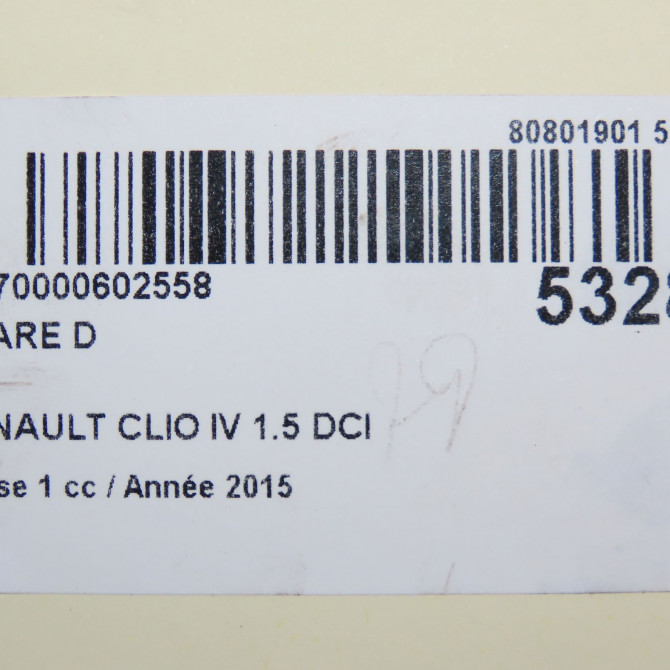 80801901 5
70000602558
5328
ARE D
NAULT CLIO IV 1.5 DCI
se 1 cc / Année 2015